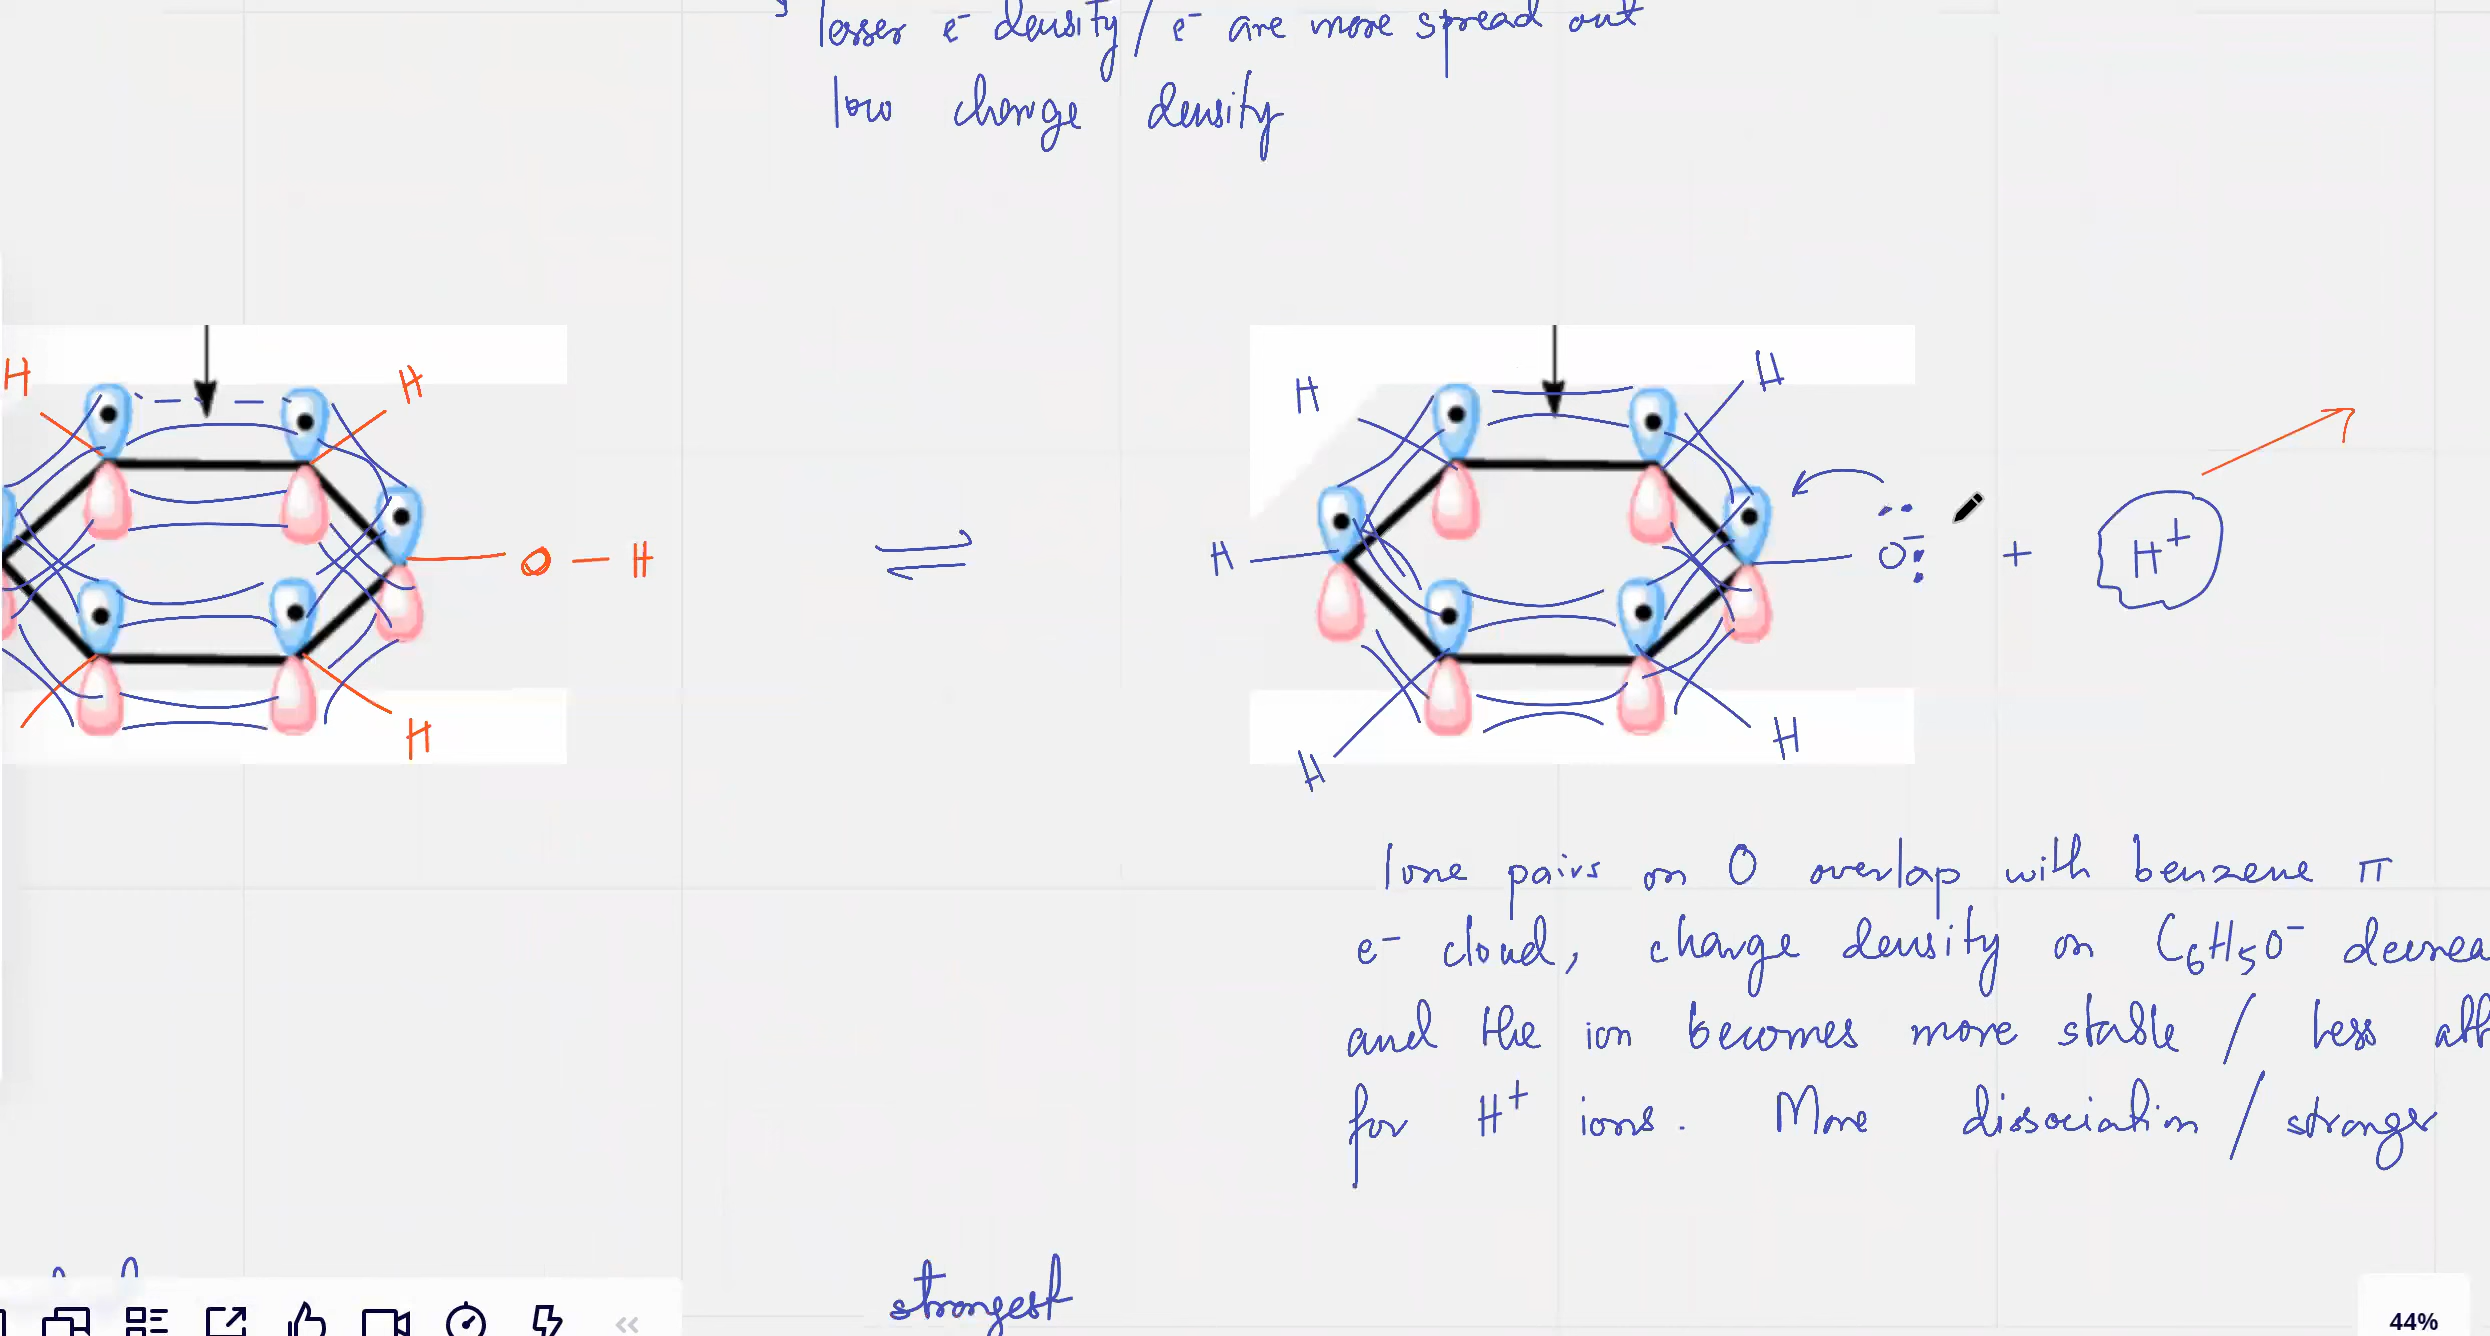 lesser e⁻ density / e⁻ are more spread out
low charge density
H H
H H
O — H ⇌ H O⁻ + H⁺
H H H
lone pairs on O overlap with benzene π
e⁻ cloud, charge density on C₆H₅O⁻ decrea
and the ion becomes more stable / less att
for H⁺ ions. More dissociation / stronger
strongest
44%